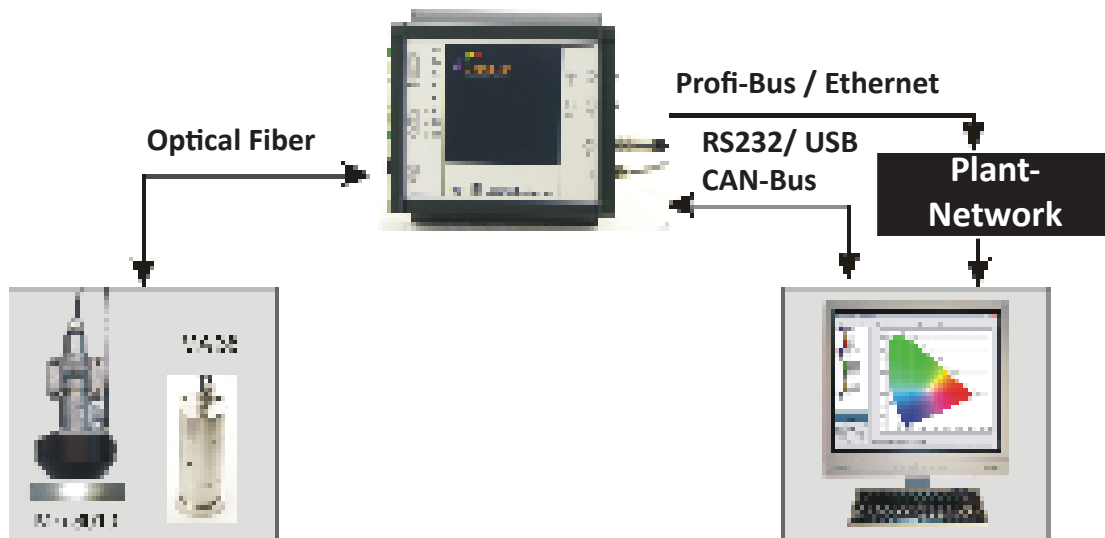 Profi-Bus / Ethernet
Optical Fiber
RS232/ USB
CAN-Bus
Plant-
Network